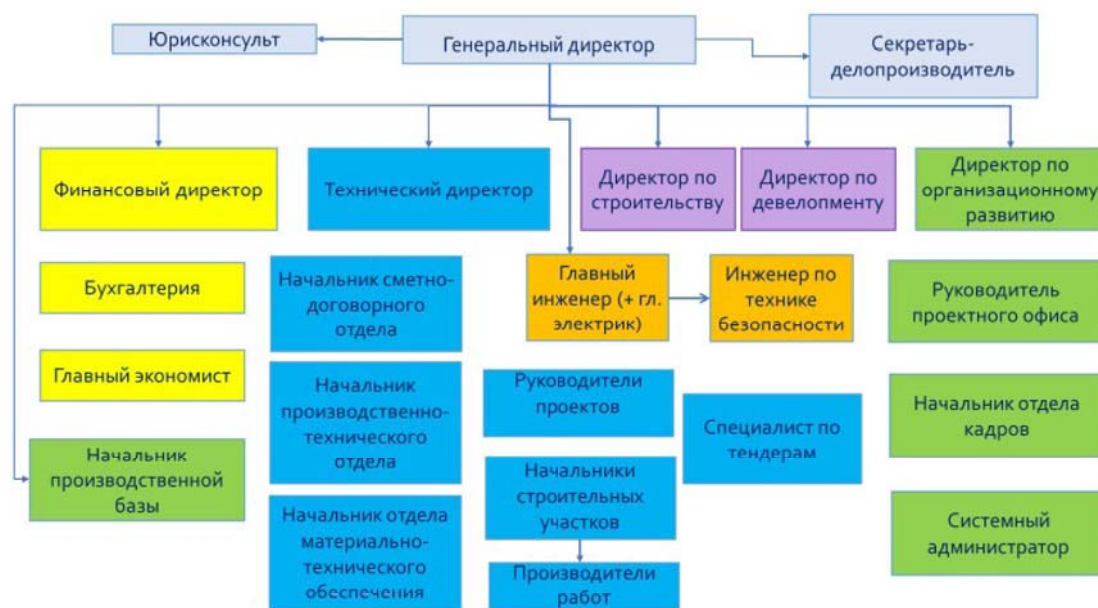 Юрисконсульт
Генеральный директор
Секретарь-
делопроизводитель
Финансовый директор
Технический директор
Директор по
строительству
Директор по
девелопменту
Директор по
организационному
развитию
Бухгалтерия
Начальник сметно-
договорного
отдела
Главный
инженер (+ гл.
электрик)
Инженер по
технике
безопасности
Руководитель
проектного офиса
Главный экономист
Начальник
производственно-
технического
отдела
Руководители
проектов
Специалист по
тендерам
Начальник отдела
кадров
Начальник
производственной
базы
Начальники
строительных
участков
Начальник отдела
материально-
технического
обеспечения
Производители
работ
Системный
администратор